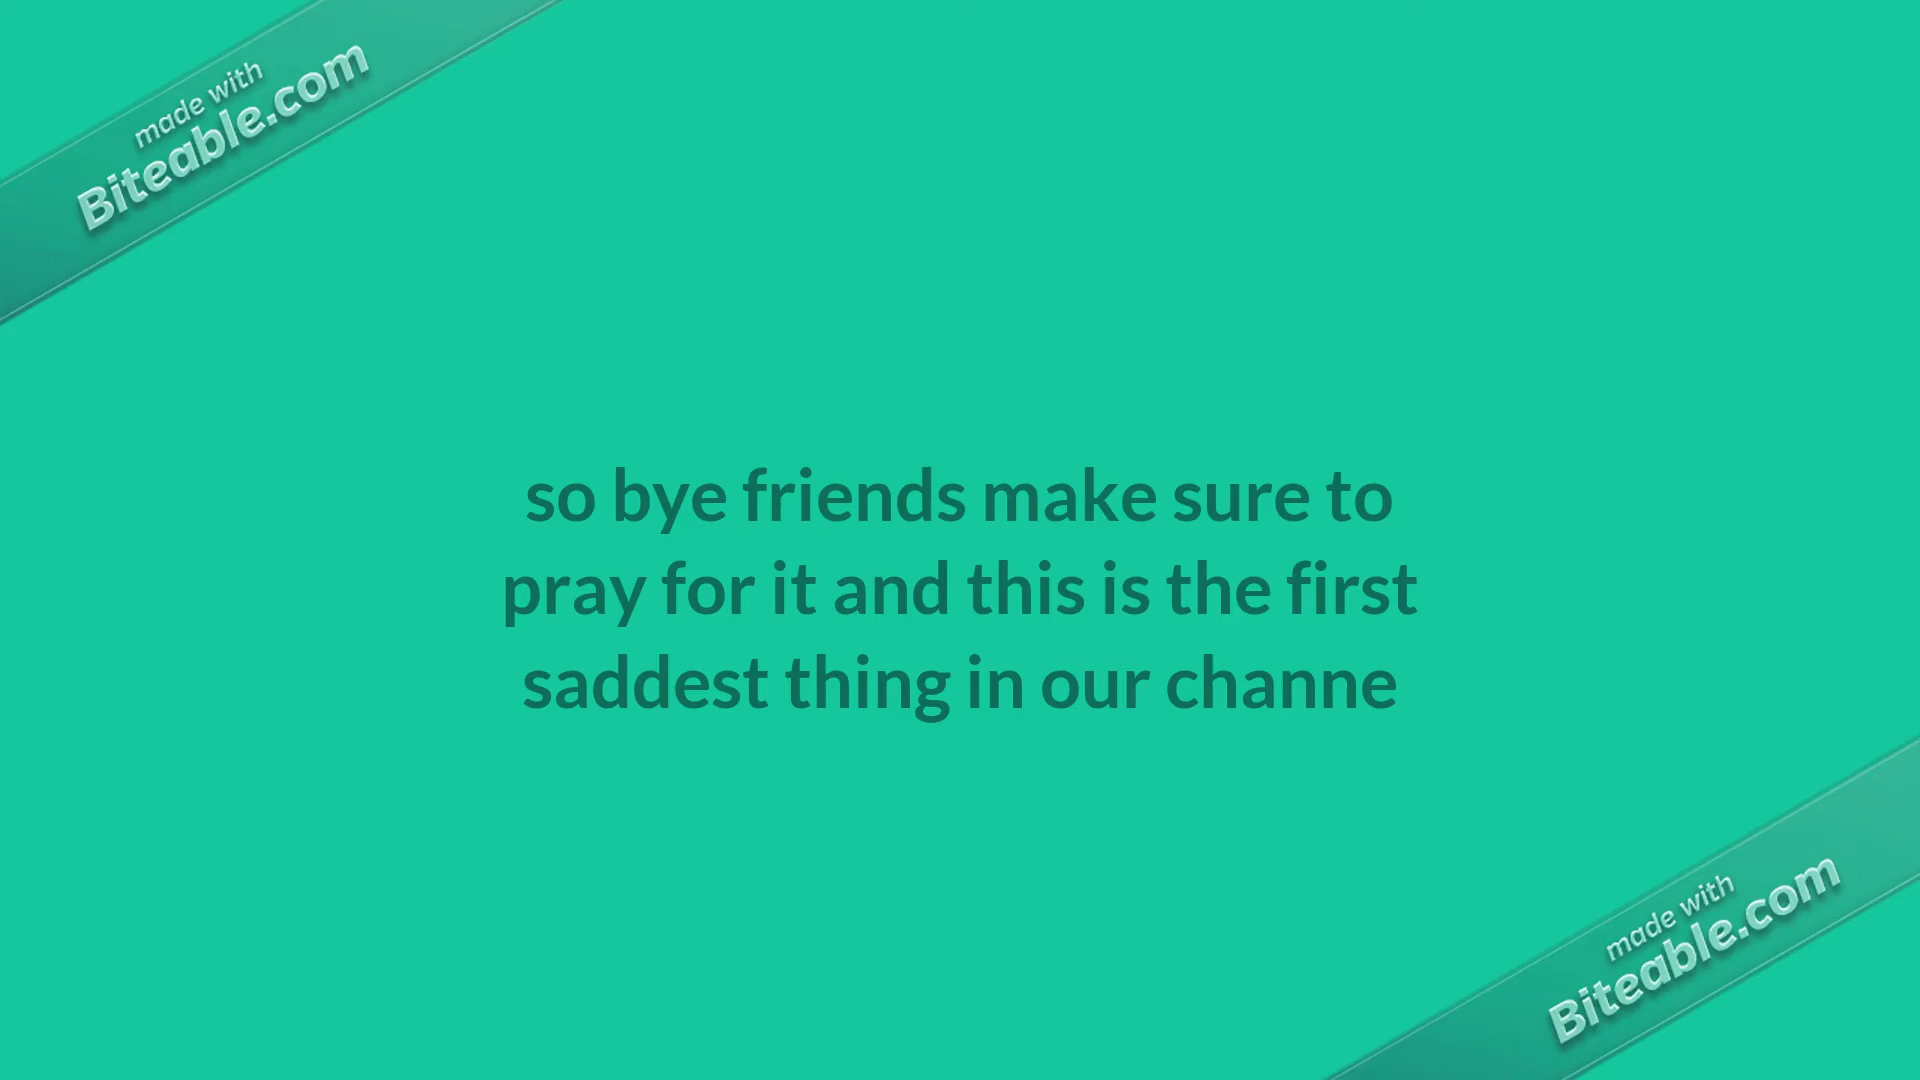 made with
Biteable.com
so bye friends make sure to
pray for it and this is the first
saddest thing in our channe
made with
Biteable.com